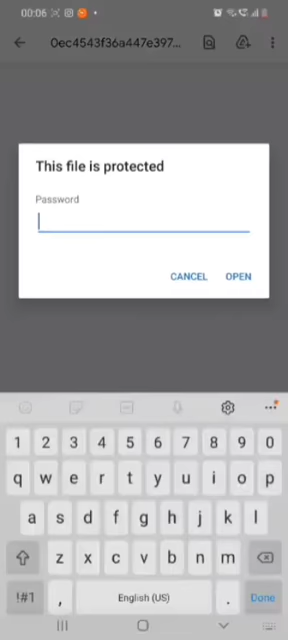 00:06
0ec4543f36a447e397...
This file is protected
Password
CANCEL OPEN
1 2 3 4 5 6 7 8 9 0
q w e r t y u i o p
a s d f g h j k l
z x c v b n m
!#1 , English (US) . Done